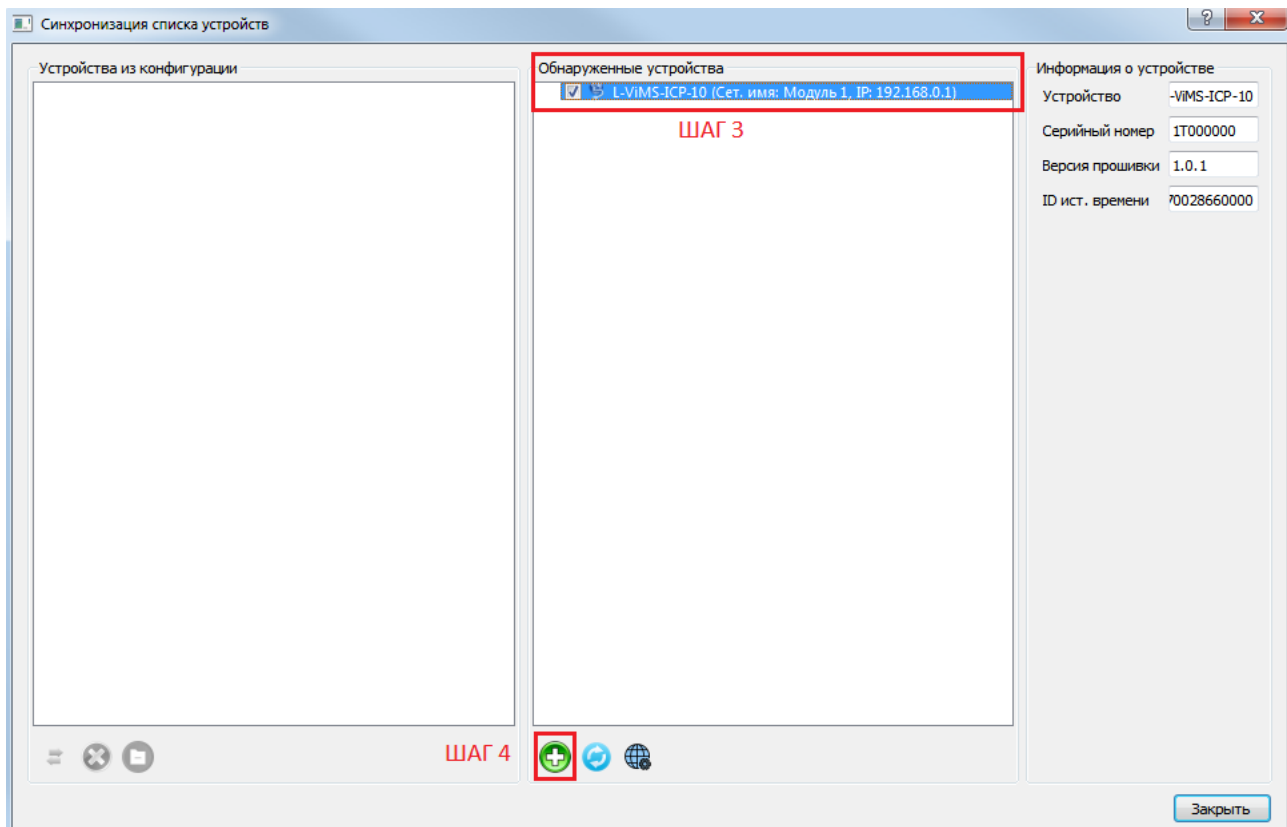 Синхронизация списка устройств
Устройства из конфигурации
Обнаруженные устройства
L-ViMS-ICP-10 (Сет. имя: Модуль 1, IP: 192.168.0.1)
ШАГ 3
ШАГ 4
Информация о устройстве
Устройство -ViMS-ICP-10
Серийный номер 1T000000
Версия прошивки 1.0.1
ID ист. времени 70028660000
Закрыть